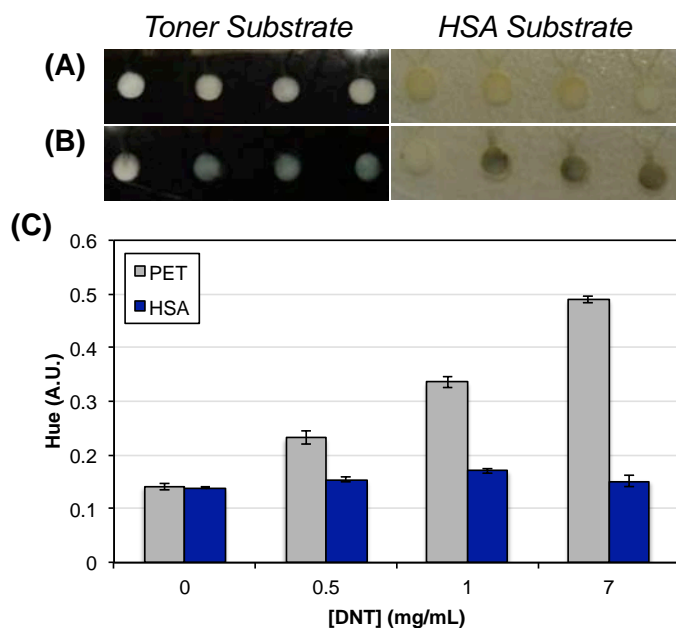 Toner Substrate HSA Substrate
(A)
(B)
(C)
0.6
0.5
0.4
0.3
0.2
0.1
0
Hue (A.U.)
PET
HSA
0 0.5 1 7
[DNT] (mg/mL)